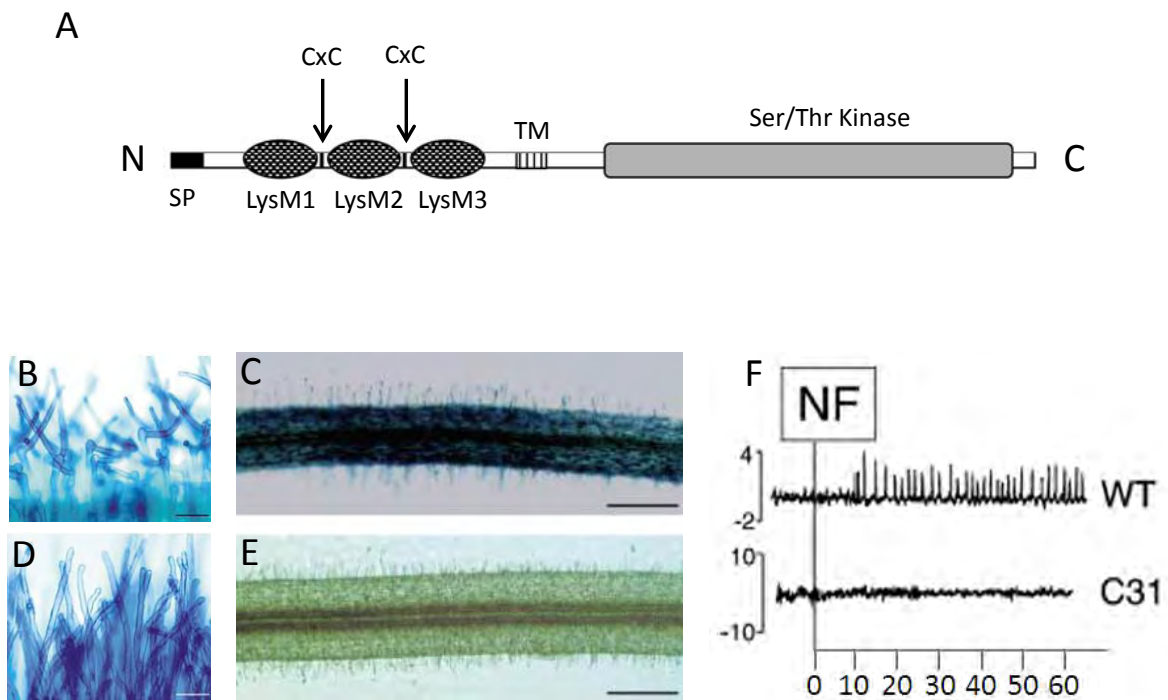 A
CxC CxC
TM Ser/Thr Kinase
N C
SP LysM1 LysM2 LysM3
B C F
NF
4
-2 WT
D E
10
-10 C31
0 10 20 30 40 50 60